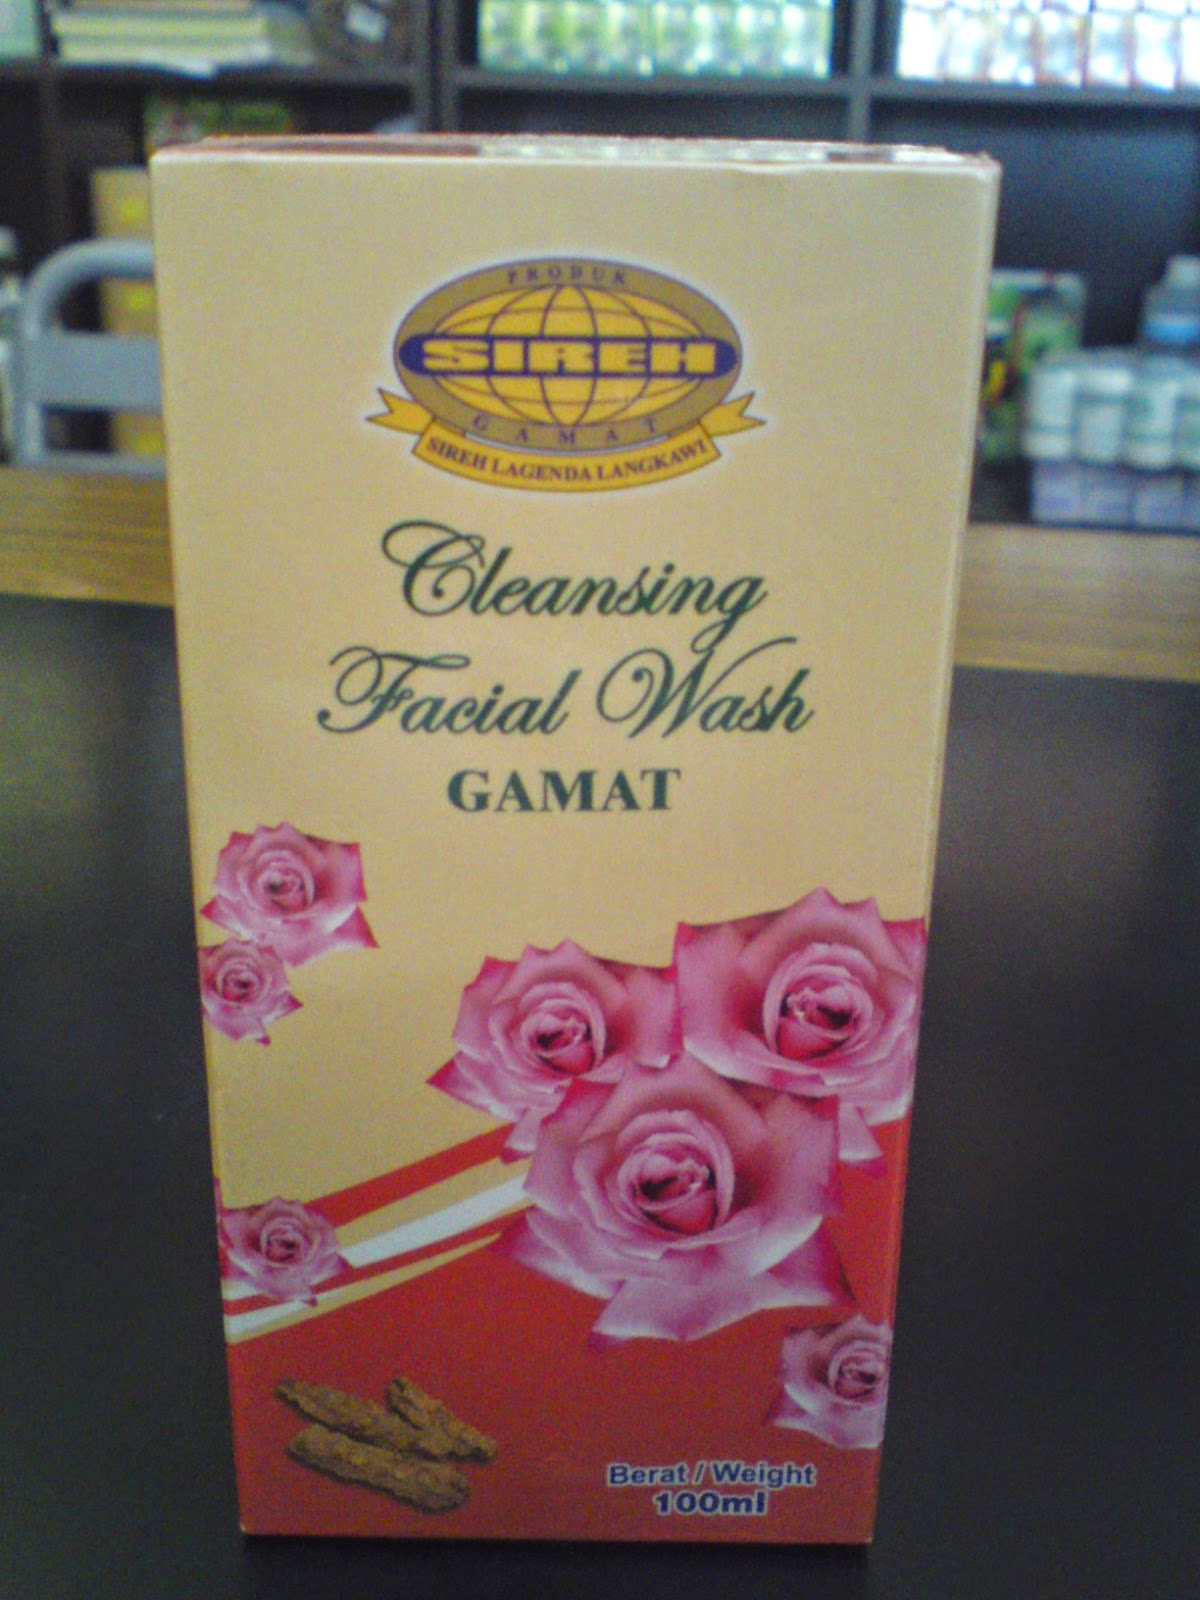 PRODUK
SIREH
GAMAT
SIREH LAGENDA LANGKAWI
Cleansing
Facial Wash
GAMAT
Berat / Weight
100ml